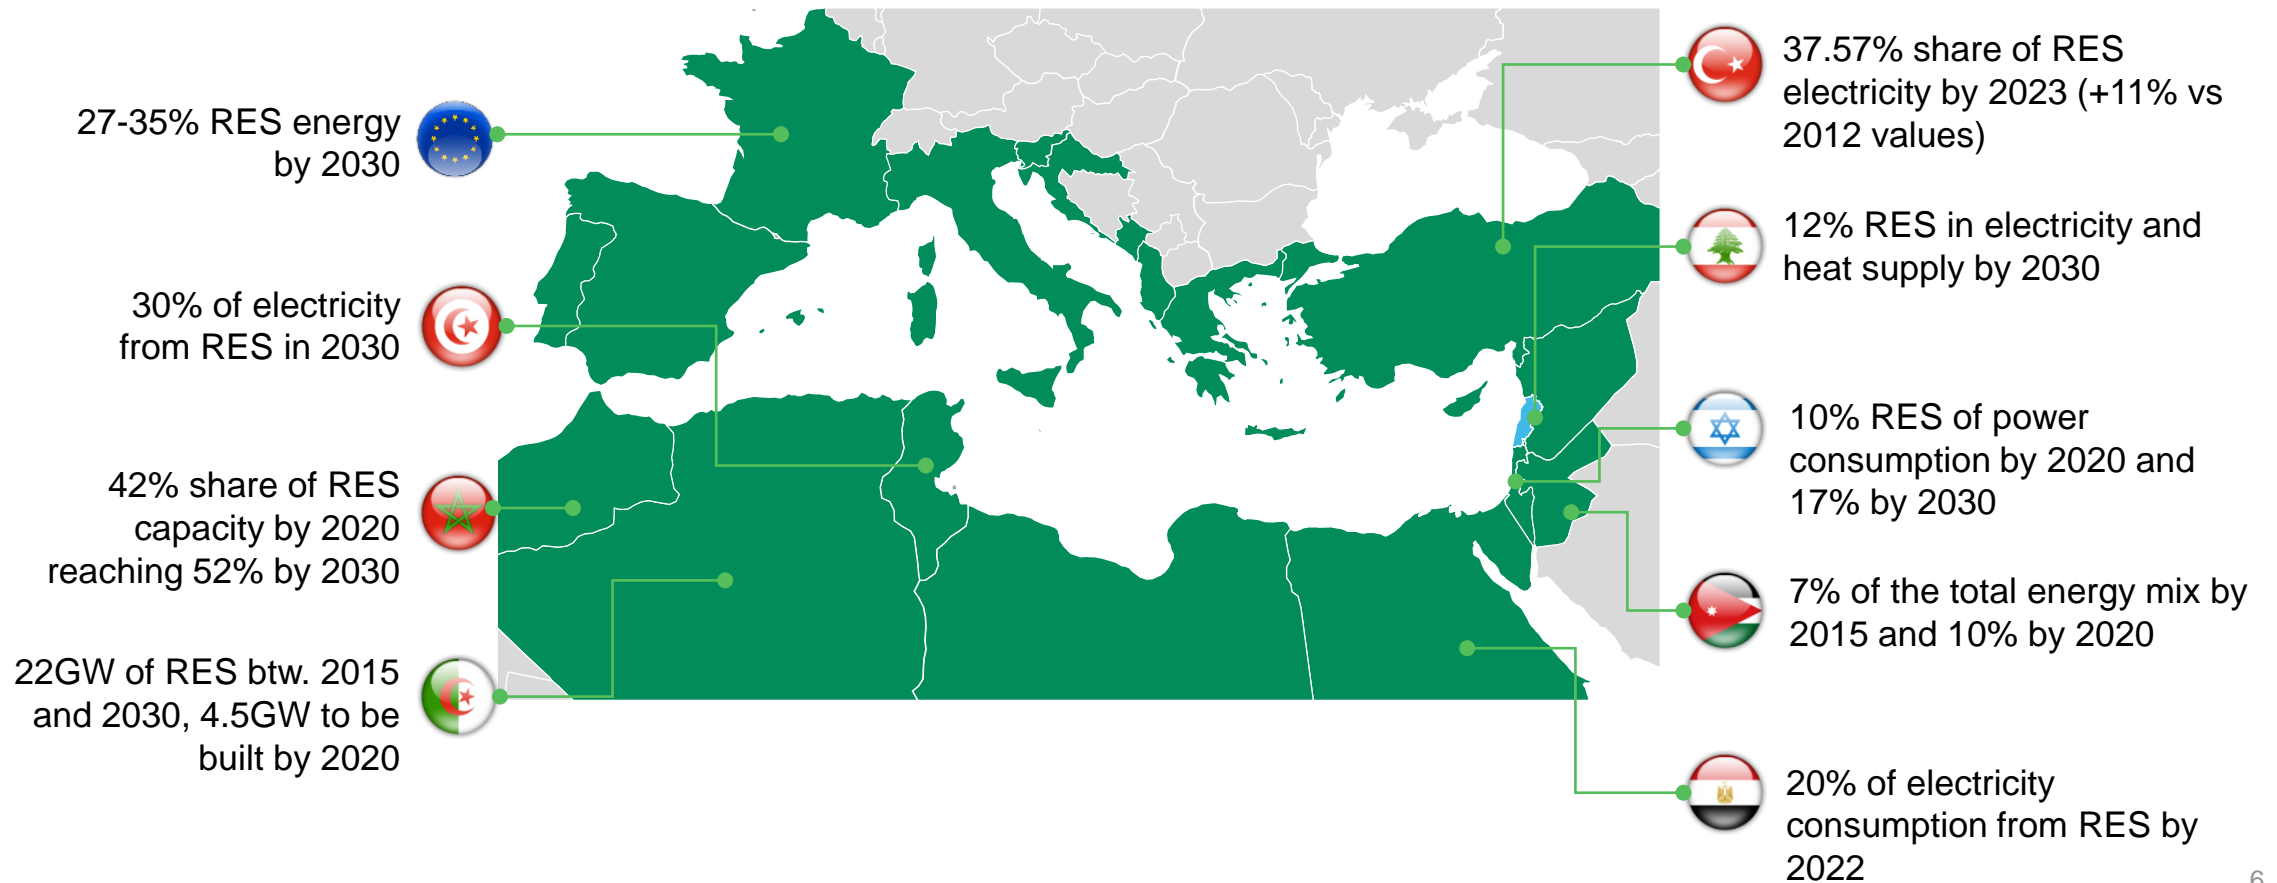 27-35% RES energy
by 2030
30% of electricity
from RES in 2030
42% share of RES
capacity by 2020
reaching 52% by 2030
22GW of RES btw. 2015
and 2030, 4.5GW to be
built by 2020
37.57% share of RES
electricity by 2023 (+11% vs
2012 values)
12% RES in electricity and
heat supply by 2030
10% RES of power
consumption by 2020 and
17% by 2030
7% of the total energy mix by
2015 and 10% by 2020
20% of electricity
consumption from RES by
2022
6